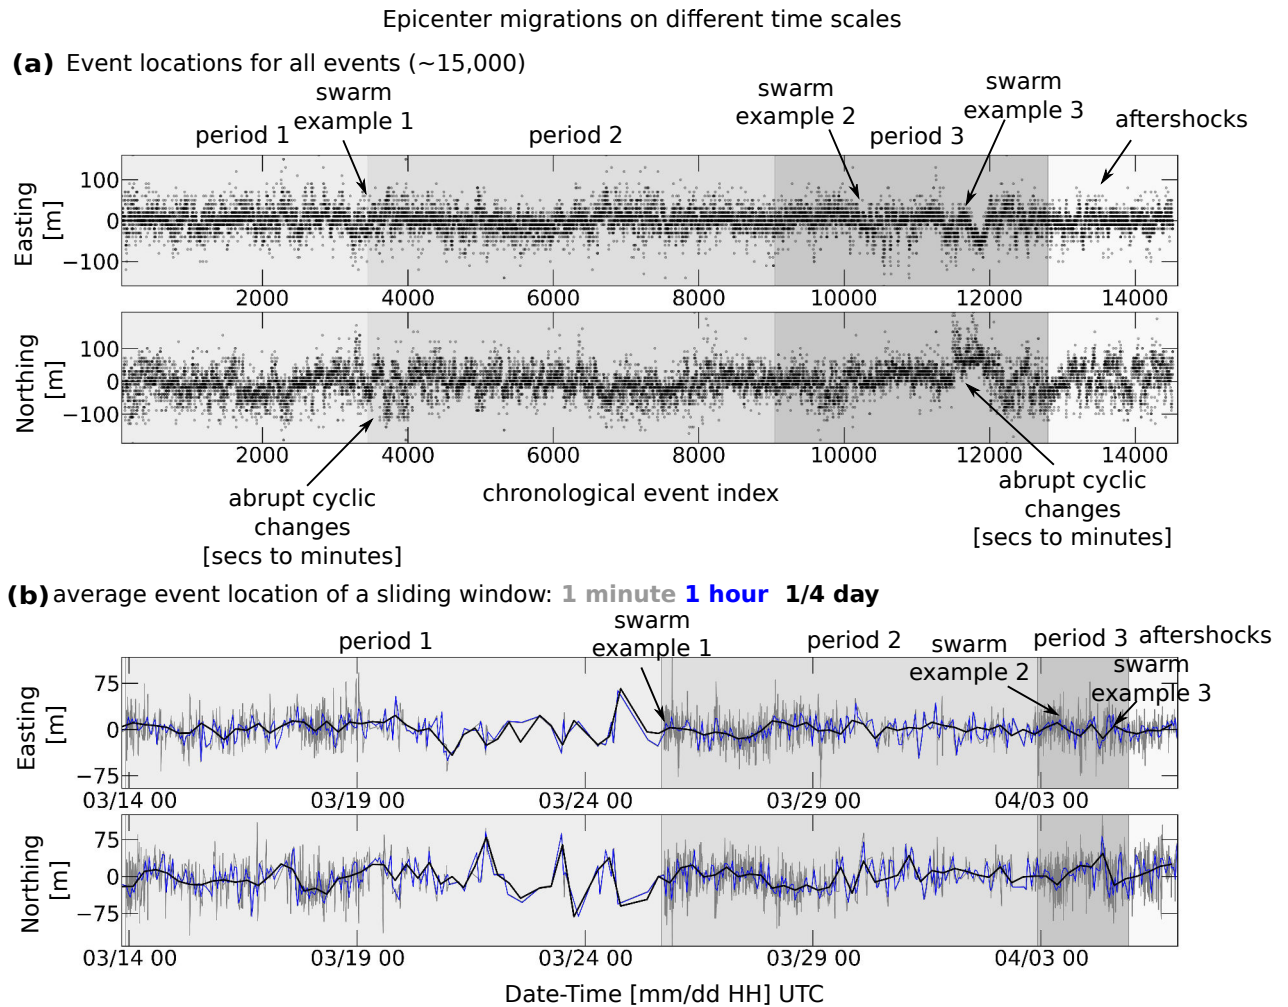 Epicenter migrations on different time scales
(a) Event locations for all events (~15,000)
swarm
example 1
swarm
example 2
swarm
example 3
aftershocks
period 1
period 2
period 3
Easting
[m]
100
0
−100
2000
4000
6000
8000
10000
12000
14000
Northing
[m]
100
0
−100
2000
4000
6000
8000
10000
12000
14000
abrupt cyclic
changes
[secs to minutes]
chronological event index
abrupt cyclic
changes
[secs to minutes]
(b) average event location of a sliding window: 1 minute 1 hour 1/4 day
period 1
swarm
example 1
period 2
swarm
example 2
period 3
aftershocks
swarm
example 3
Easting
[m]
75
0
−75
03/14 00
03/19 00
03/24 00
03/29 00
04/03 00
Northing
[m]
75
0
−75
03/14 00
03/19 00
03/24 00
03/29 00
04/03 00
Date-Time [mm/dd HH] UTC